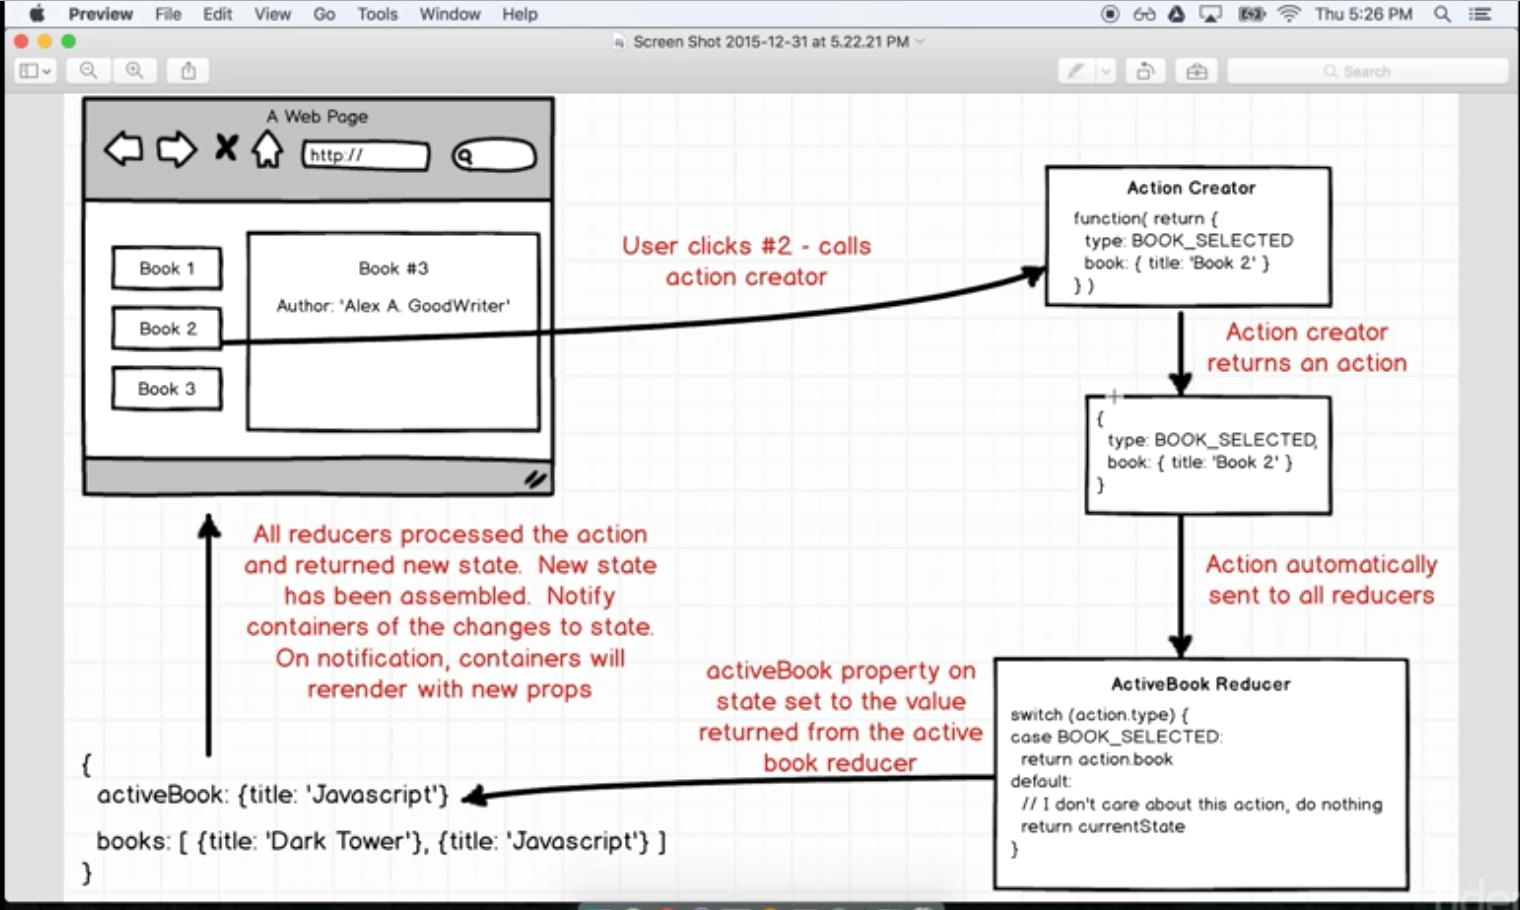 Preview File Edit View Go Tools Window Help
Thu 5:26 PM
Screen Shot 2015-12-31 at 5.22.21 PM
Search
A Web Page
http://
Book 1
Book 2
Book 3
Book #3
Author: 'Alex A. GoodWriter'
User clicks #2 - calls
action creator
Action Creator
function( return {
type: BOOK_SELECTED
book: { title: 'Book 2' }
} )
Action creator
returns an action
{
type: BOOK_SELECTED,
book: { title: 'Book 2' }
}
Action automatically
sent to all reducers
ActiveBook Reducer
switch (action.type) {
case BOOK_SELECTED:
return action.book
default:
// I don't care about this action, do nothing
return currentState
}
activeBook property on
state set to the value
returned from the active
book reducer
All reducers processed the action
and returned new state. New state
has been assembled. Notify
containers of the changes to state.
On notification, containers will
rerender with new props
{
activeBook: {title: 'Javascript'}
books: [ {title: 'Dark Tower'}, {title: 'Javascript'} ]
}